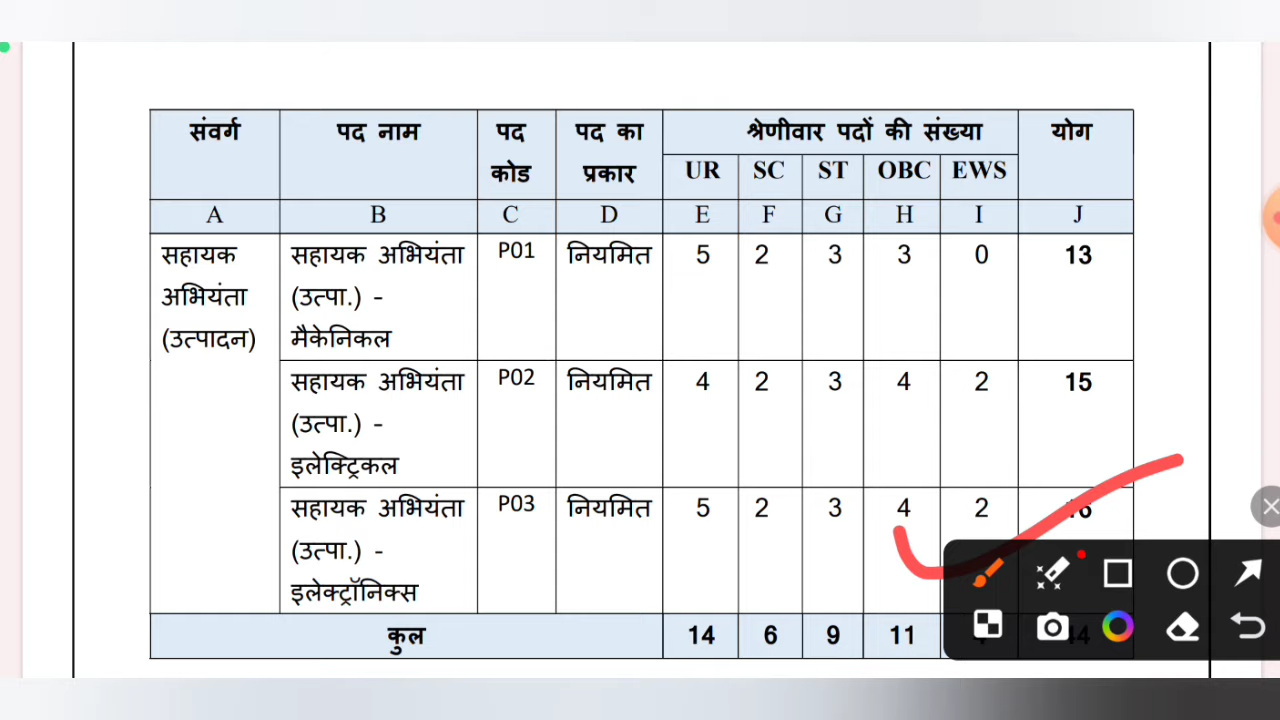 संवर्ग पद नाम पद कोड पद का प्रकार श्रेणीवार पदों की संख्या योग
UR SC ST OBC EWS
A B C D E F G H I J
सहायक अभियंता (उत्पादन)
सहायक अभियंता (उत्पा.) - मैकेनिकल P01 नियमित 5 2 3 3 0 13
सहायक अभियंता (उत्पा.) - इलेक्ट्रिकल P02 नियमित 4 2 3 4 2 15
सहायक अभियंता (उत्पा.) - इलेक्ट्रॉनिक्स P03 नियमित 5 2 3 4 2 16
कुल 14 6 9 11 4 44